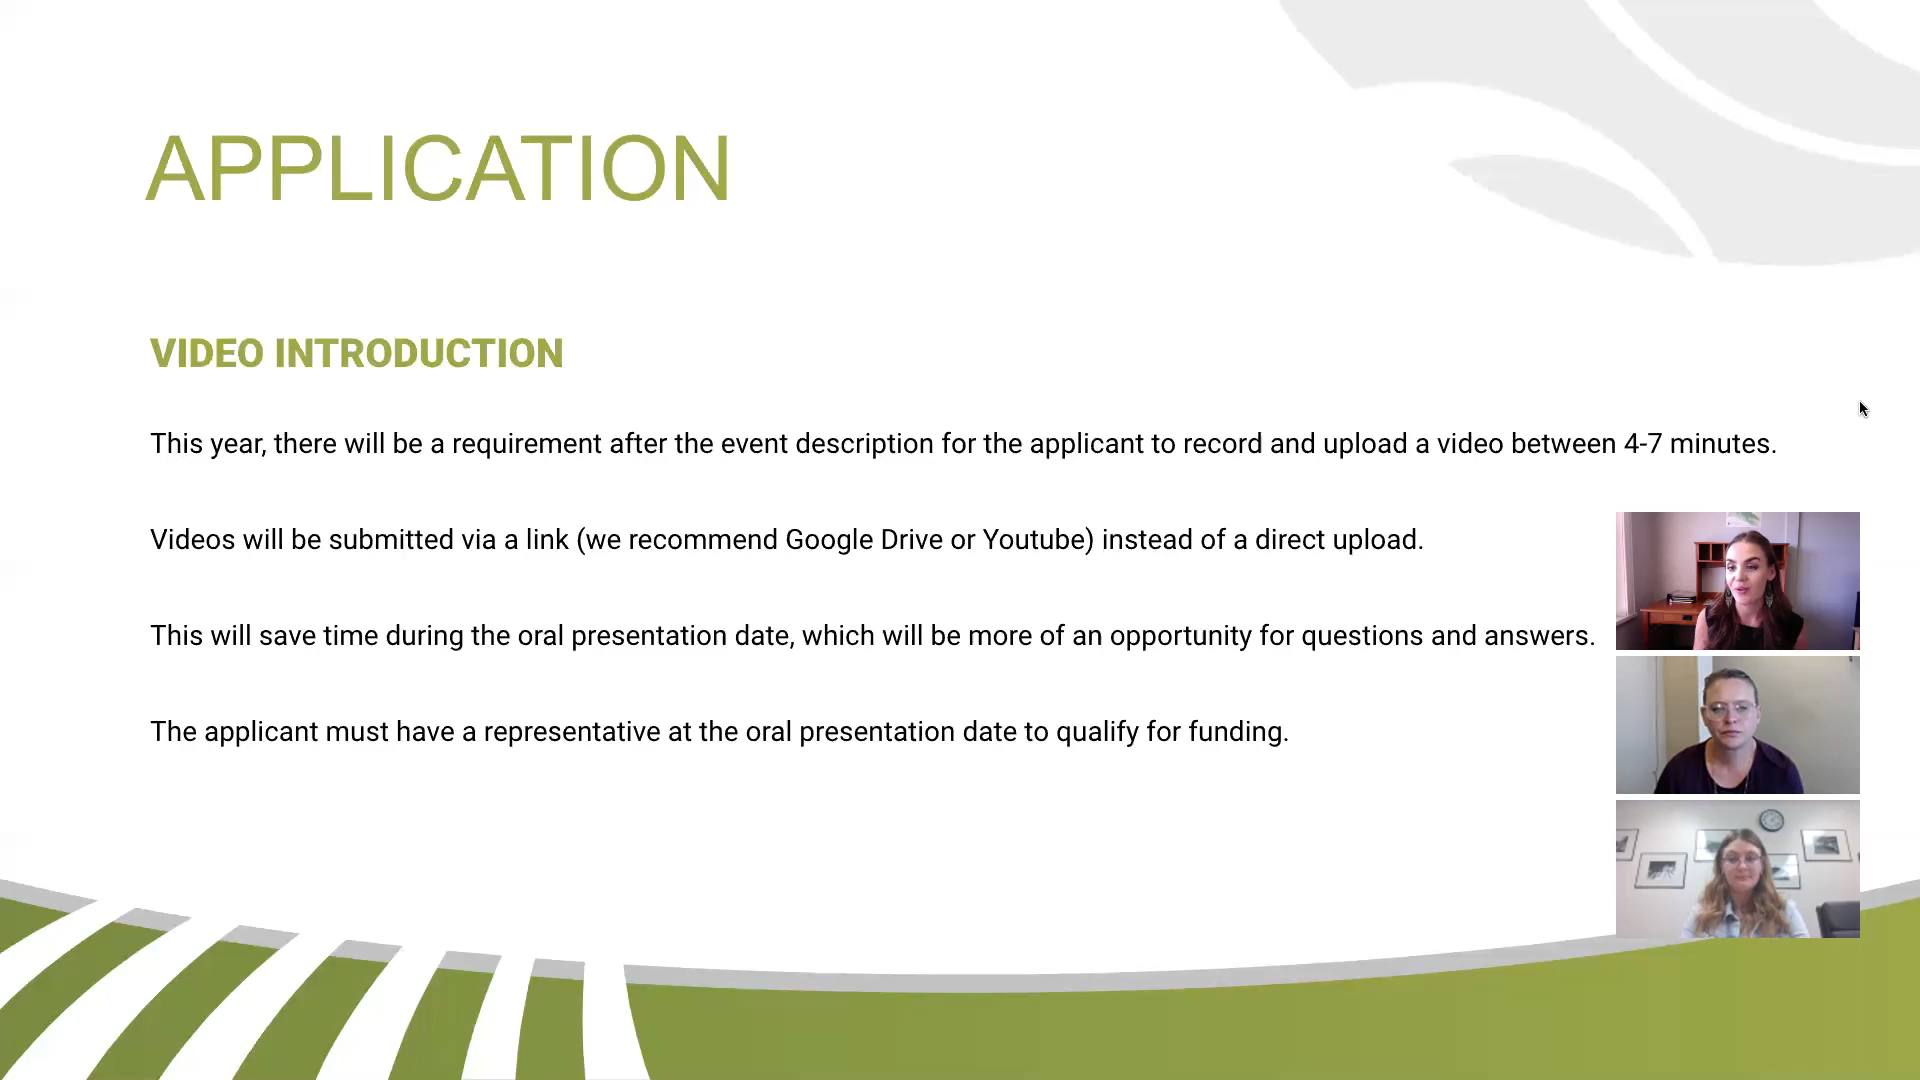 APPLICATION
VIDEO INTRODUCTION
This year, there will be a requirement after the event description for the applicant to record and upload a video between 4-7 minutes.
Videos will be submitted via a link (we recommend Google Drive or Youtube) instead of a direct upload.
This will save time during the oral presentation date, which will be more of an opportunity for questions and answers.
The applicant must have a representative at the oral presentation date to qualify for funding.